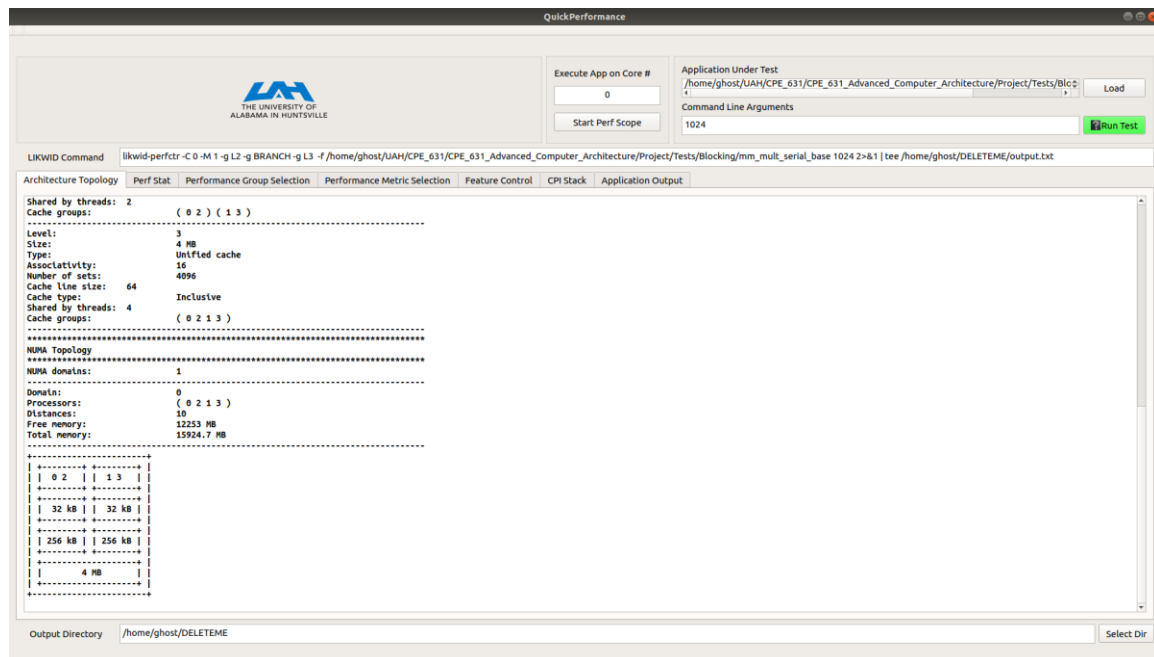 QuickPerformance
UAH
THE UNIVERSITY OF
ALABAMA IN HUNTSVILLE
Execute App on Core #
0
Start Perf Scope
Application Under Test
/home/ghost/UAH/CPE_631/CPE_631_Advanced_Computer_Architecture/Project/Tests/Bloc
Load
Command Line Arguments
1024
Run Test
LIKWID Command
likwid-perfctr -C 0 -M 1 -g L2 -g BRANCH -g L3 -f /home/ghost/UAH/CPE_631/CPE_631_Advanced_Computer_Architecture/Project/Tests/Blocking/mm_mult_serial_base 1024 2>&1 | tee /home/ghost/DELETEME/output.txt
Architecture Topology Perf Stat Performance Group Selection Performance Metric Selection Feature Control CPI Stack Application Output
Shared by threads: 2
Cache groups: ( 0 2 ) ( 1 3 )
--------------------------------------------------------------------------------
Level: 3
Size: 4 MB
Type: Unified cache
Associativity: 16
Number of sets: 4096
Cache line size: 64
Cache type: Inclusive
Shared by threads: 4
Cache groups: ( 0 2 1 3 )
--------------------------------------------------------------------------------
********************************************************************************
NUMA Topology
********************************************************************************
NUMA domains: 1
--------------------------------------------------------------------------------
Domain: 0
Processors: ( 0 2 1 3 )
Distances: 10
Free memory: 12253 MB
Total memory: 15924.7 MB
--------------------------------------------------------------------------------
+-----------------------+
| +--------+ +--------+ |
| | 0 2 | | 1 3 | |
| +--------+ +--------+ |
| +--------+ +--------+ |
| | 32 kB | | 32 kB | |
| +--------+ +--------+ |
| +--------+ +--------+ |
| | 256 kB | | 256 kB | |
| +--------+ +--------+ |
| +-------------------+ |
| | 4 MB | |
| +-------------------+ |
+-----------------------+
Output Directory
/home/ghost/DELETEME
Select Dir